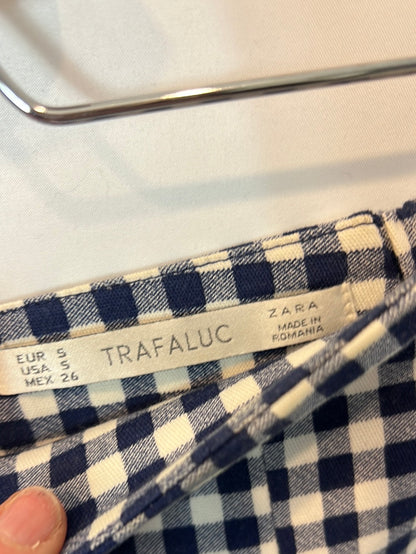 EUR S
USA S
MEX 26
TRAFALUC
ZARA
MADE IN
ROMANIA